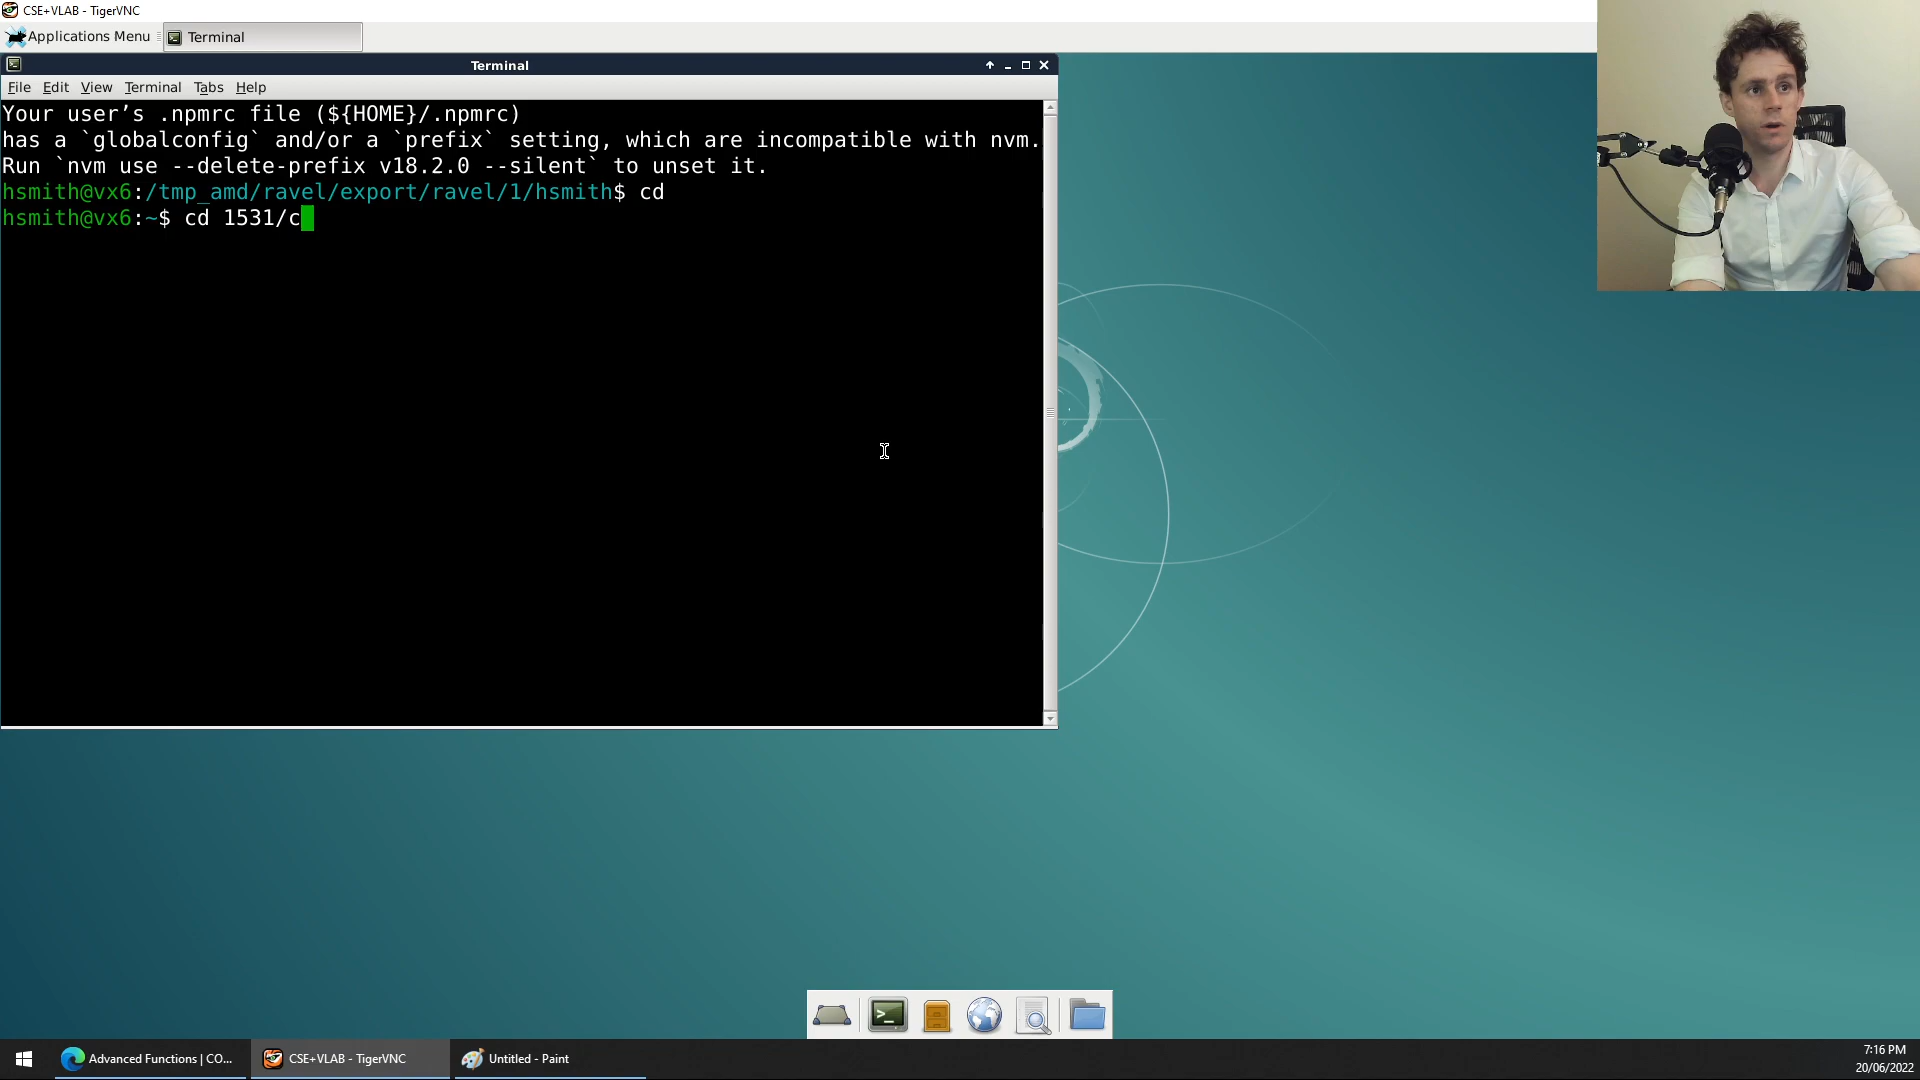 CSE+VLAB - TigerVNC
Applications Menu
Terminal
Terminal
File Edit View Terminal Tabs Help
Your user’s .npmrc file (${HOME}/.npmrc)
has a `globalconfig` and/or a `prefix` setting, which are incompatible with nvm.
Run `nvm use --delete-prefix v18.2.0 --silent` to unset it.
hsmith@vx6:/tmp_amd/ravel/export/ravel/1/hsmith$ cd
hsmith@vx6:~$ cd 1531/c
Advanced Functions | CO...
CSE+VLAB - TigerVNC
Untitled - Paint
7:16 PM
20/06/2022